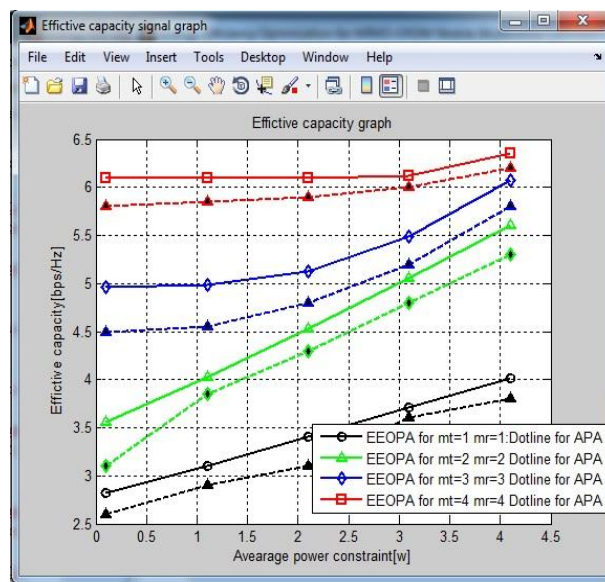 Effictive capacity signal graph
File Edit View Insert Tools Desktop Window Help
Effictive capacity graph
6.5
6
5.5
5
4.5
4
3.5
3
2.5
Effictive capacity[bps/Hz]
0 0.5 1 1.5 2 2.5 3 3.5 4 4.5
Avearage power constraint[w]
EEOPA for mt=1 mr=1:Dotline for APA
EEOPA for mt=2 mr=2 Dotline for APA
EEOPA for mt=3 mr=3 Dotline for APA
EEOPA for mt=4 mr=4 Dotline for APA